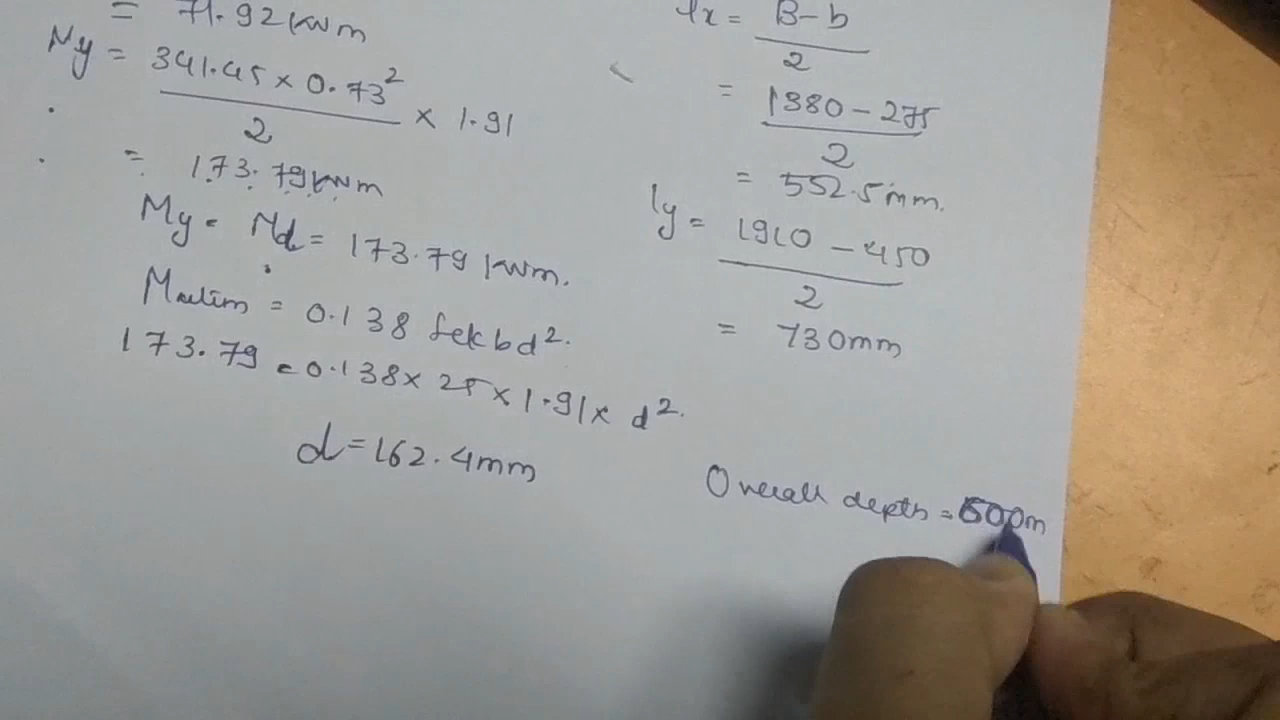 = 71.92 kNm
My = 341.45 × 0.73² / 2 × 1.91
= 173.79 kNm
My = Md = 173.79 kNm.
Mulim = 0.138 fck bd².
173.79 = 0.138 × 25 × 1.91 × d².
d = 162.4mm
lx = B-b / 2
= 1380 - 275 / 2
= 552.5mm.
ly = 1910 - 450 / 2
= 730mm
Overall depth =